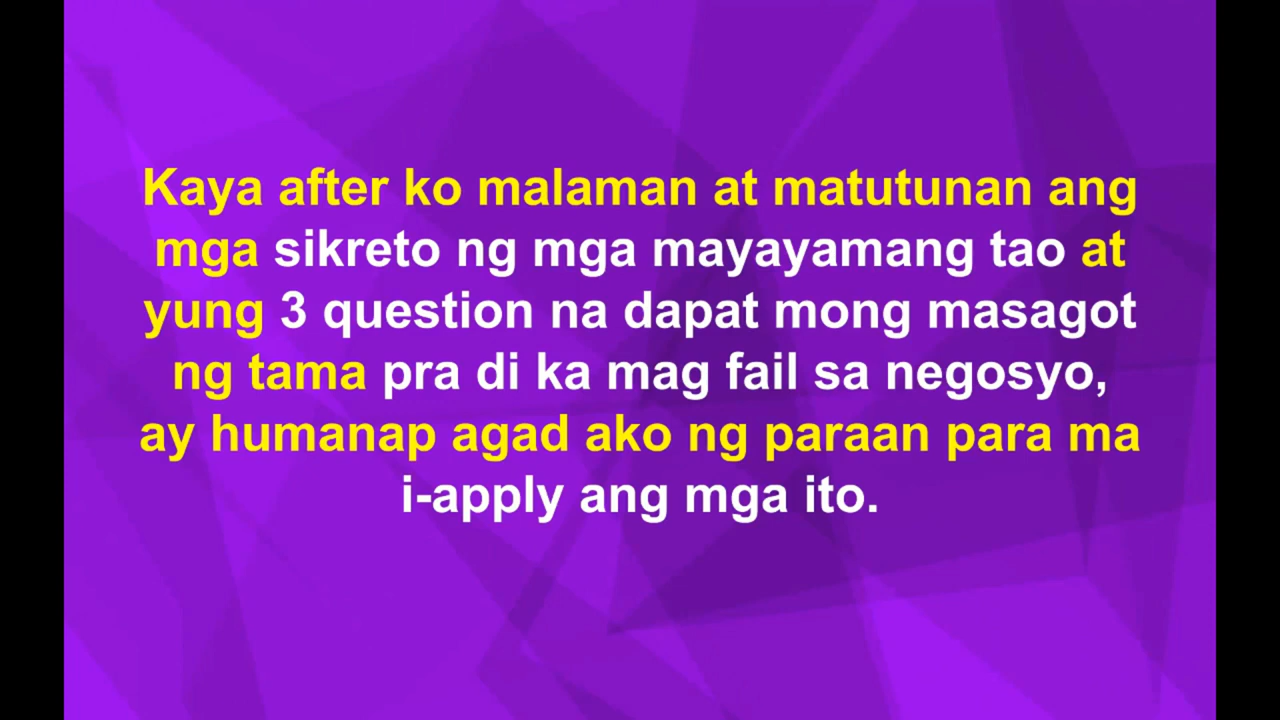 Kaya after ko malaman at matutunan ang
mga sikreto ng mga mayayamang tao at
yung 3 question na dapat mong masagot
ng tama pra di ka mag fail sa negosyo,
ay humanap agad ako ng paraan para ma
i-apply ang mga ito.